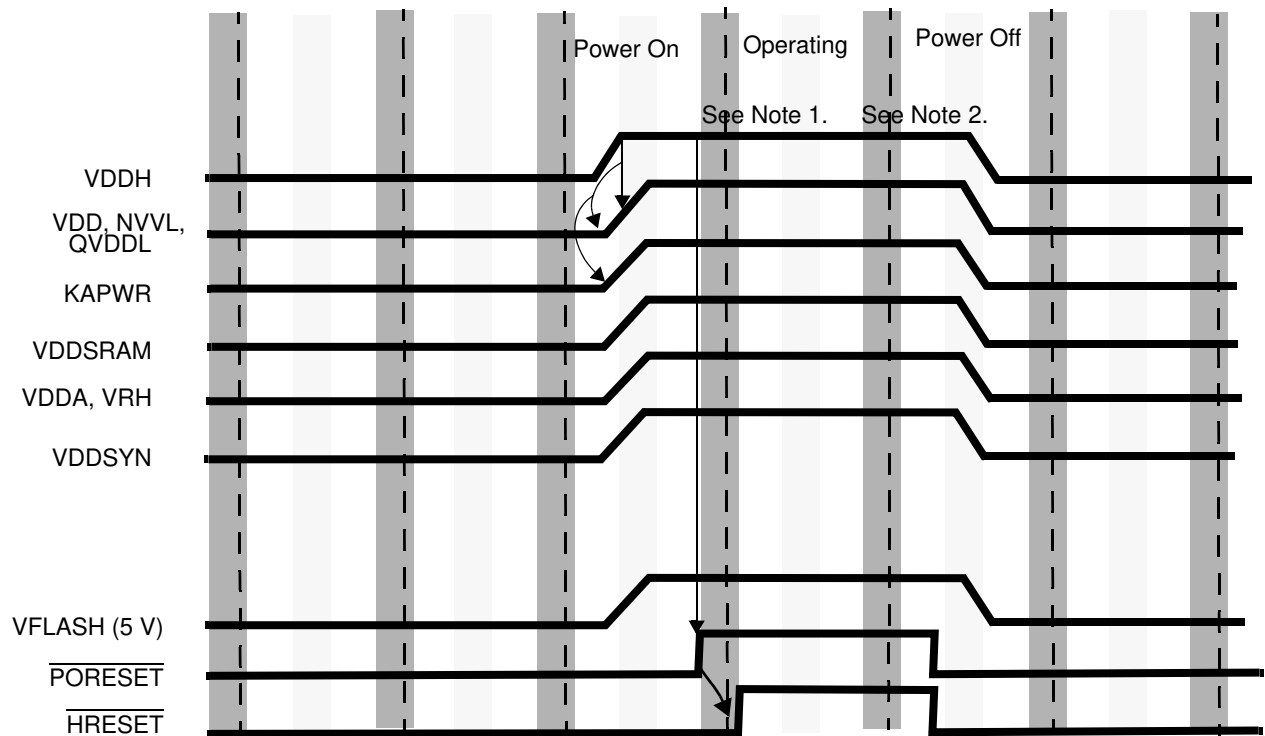 Power On
Operating
Power Off
See Note 1.
See Note 2.
VDDH
VDD, NVVL,
QVDDL
KAPWR
VDDSRAM
VDDA, VRH
VDDSYN
VFLASH (5 V)
PORESET
HRESET